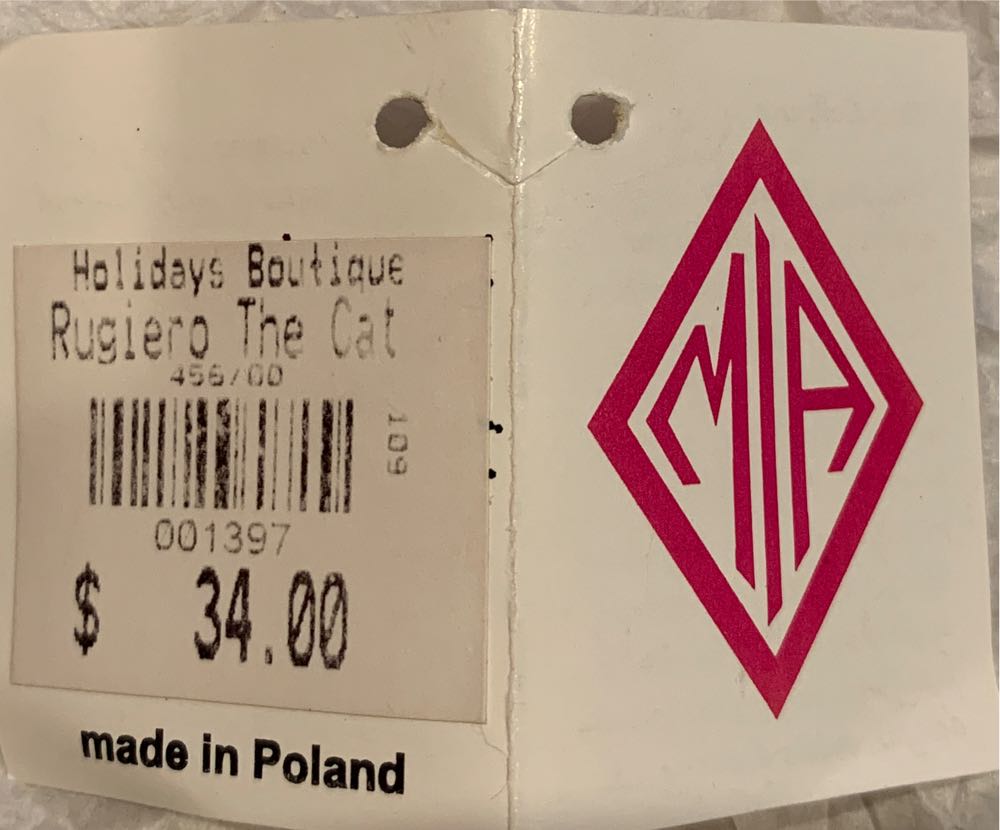 Holidays Boutique
Rugiero The Cat
456/00
109
001397
$ 34.00
made in Poland
MIA